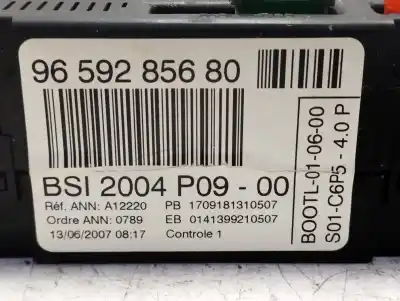 96 592 856 80
BSI 2004 P09 - 00
Réf. ANN: A12220 PB 1709181310507
Ordre ANN: 0789 EB 0141399210507
13/06/2007 08:17 Controle 1
BOOTL-01-06-00
S01-C6P5 - 4.0 P